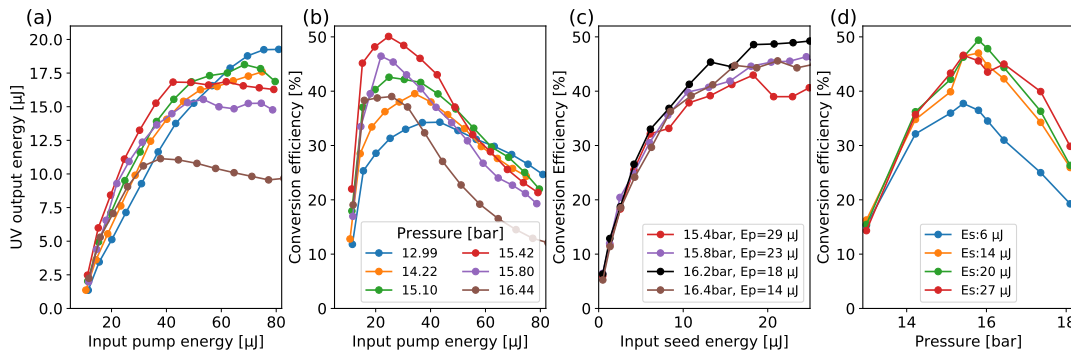 (a)
UV output energy [μJ]
20.0
17.5
15.0
12.5
10.0
7.5
5.0
2.5
0.0
20 40 60 80
Input pump energy [μJ]
(b)
Conversion efficiency [%]
50
40
30
20
10
0
Pressure [bar]
12.99 15.42
14.22 15.80
15.10 16.44
20 40 60 80
Input pump energy [μJ]
(c)
Conversion Efficiency [%]
50
40
30
20
10
0
15.4bar, Ep=29 μJ
15.8bar, Ep=23 μJ
16.2bar, Ep=18 μJ
16.4bar, Ep=14 μJ
0 10 20
Input seed energy [μJ]
(d)
Conversion efficiency [%]
50
40
30
20
10
0
Es:6 μJ
Es:14 μJ
Es:20 μJ
Es:27 μJ
14 16 18
Pressure [bar]